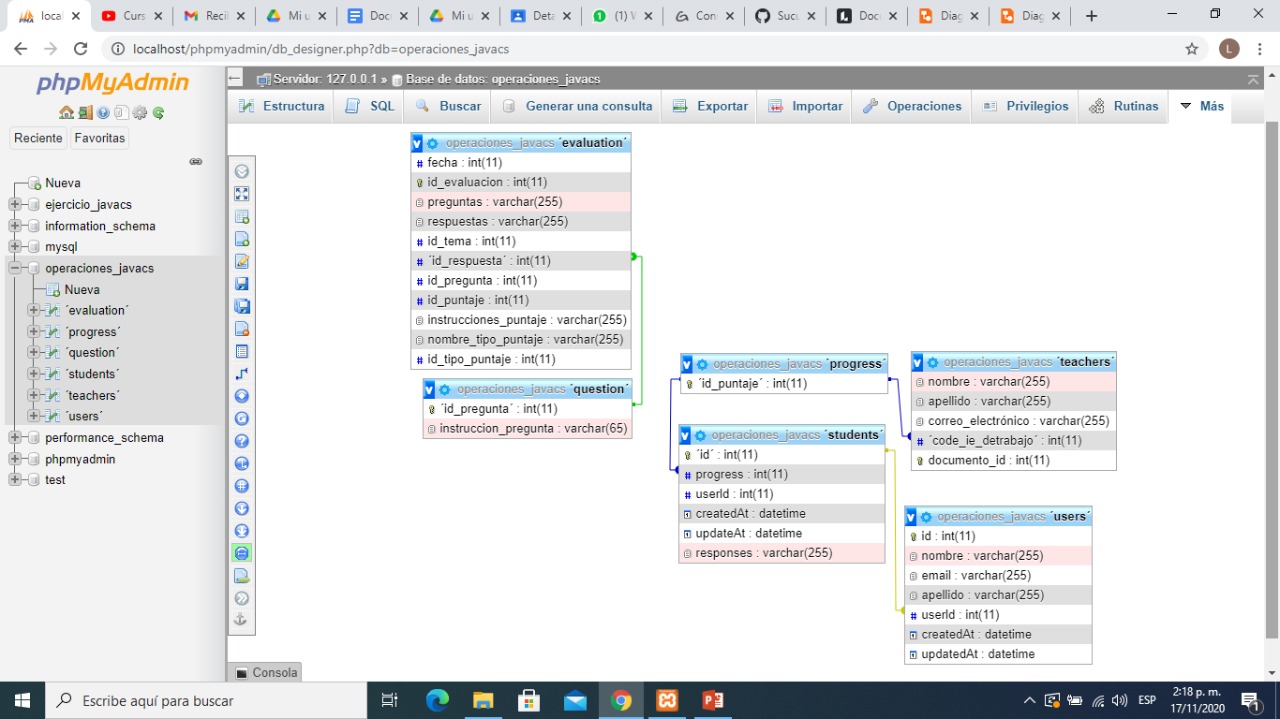 local
Curs
Recil
Mi u
Doc
Mi u
Deta
(1) W
Con
Sucu
Doc
Diag
Diag
localhost/phpmyadmin/db_designer.php?db=operaciones_javacs
L
phpMyAdmin
Reciente Favoritas
Nueva
ejercicio_javacs
information_schema
mysql
operaciones_javacs
Nueva
´evaluation´
´progress´
´question´
´students´
´teachers´
´users´
performance_schema
phpmyadmin
test
Servidor: 127.0.0.1 » Base de datos: operaciones_javacs
Estructura SQL Buscar Generar una consulta Exportar Importar Operaciones Privilegios Rutinas Más
operaciones_javacs ´evaluation´
fecha : int(11)
id_evaluacion : int(11)
preguntas : varchar(255)
respuestas : varchar(255)
id_tema : int(11)
´id_respuesta´ : int(11)
id_pregunta : int(11)
id_puntaje : int(11)
instrucciones_puntaje : varchar(255)
nombre_tipo_puntaje : varchar(255)
id_tipo_puntaje : int(11)
operaciones_javacs ´question´
´id_pregunta´ : int(11)
instruccion_pregunta : varchar(65)
operaciones_javacs ´progress´
´id_puntaje´ : int(11)
operaciones_javacs ´students´
´id´ : int(11)
progress : int(11)
userId : int(11)
createdAt : datetime
updateAt : datetime
responses : varchar(255)
operaciones_javacs ´teachers´
nombre : varchar(255)
apellido : varchar(255)
correo_electrónico : varchar(255)
´code_ie_detrabajo´ : int(11)
documento_id : int(11)
operaciones_javacs ´users´
id : int(11)
nombre : varchar(255)
email : varchar(255)
apellido : varchar(255)
userId : int(11)
createdAt : datetime
updatedAt : datetime
Consola
Escribe aquí para buscar
ESP
2:18 p. m.
17/11/2020
1